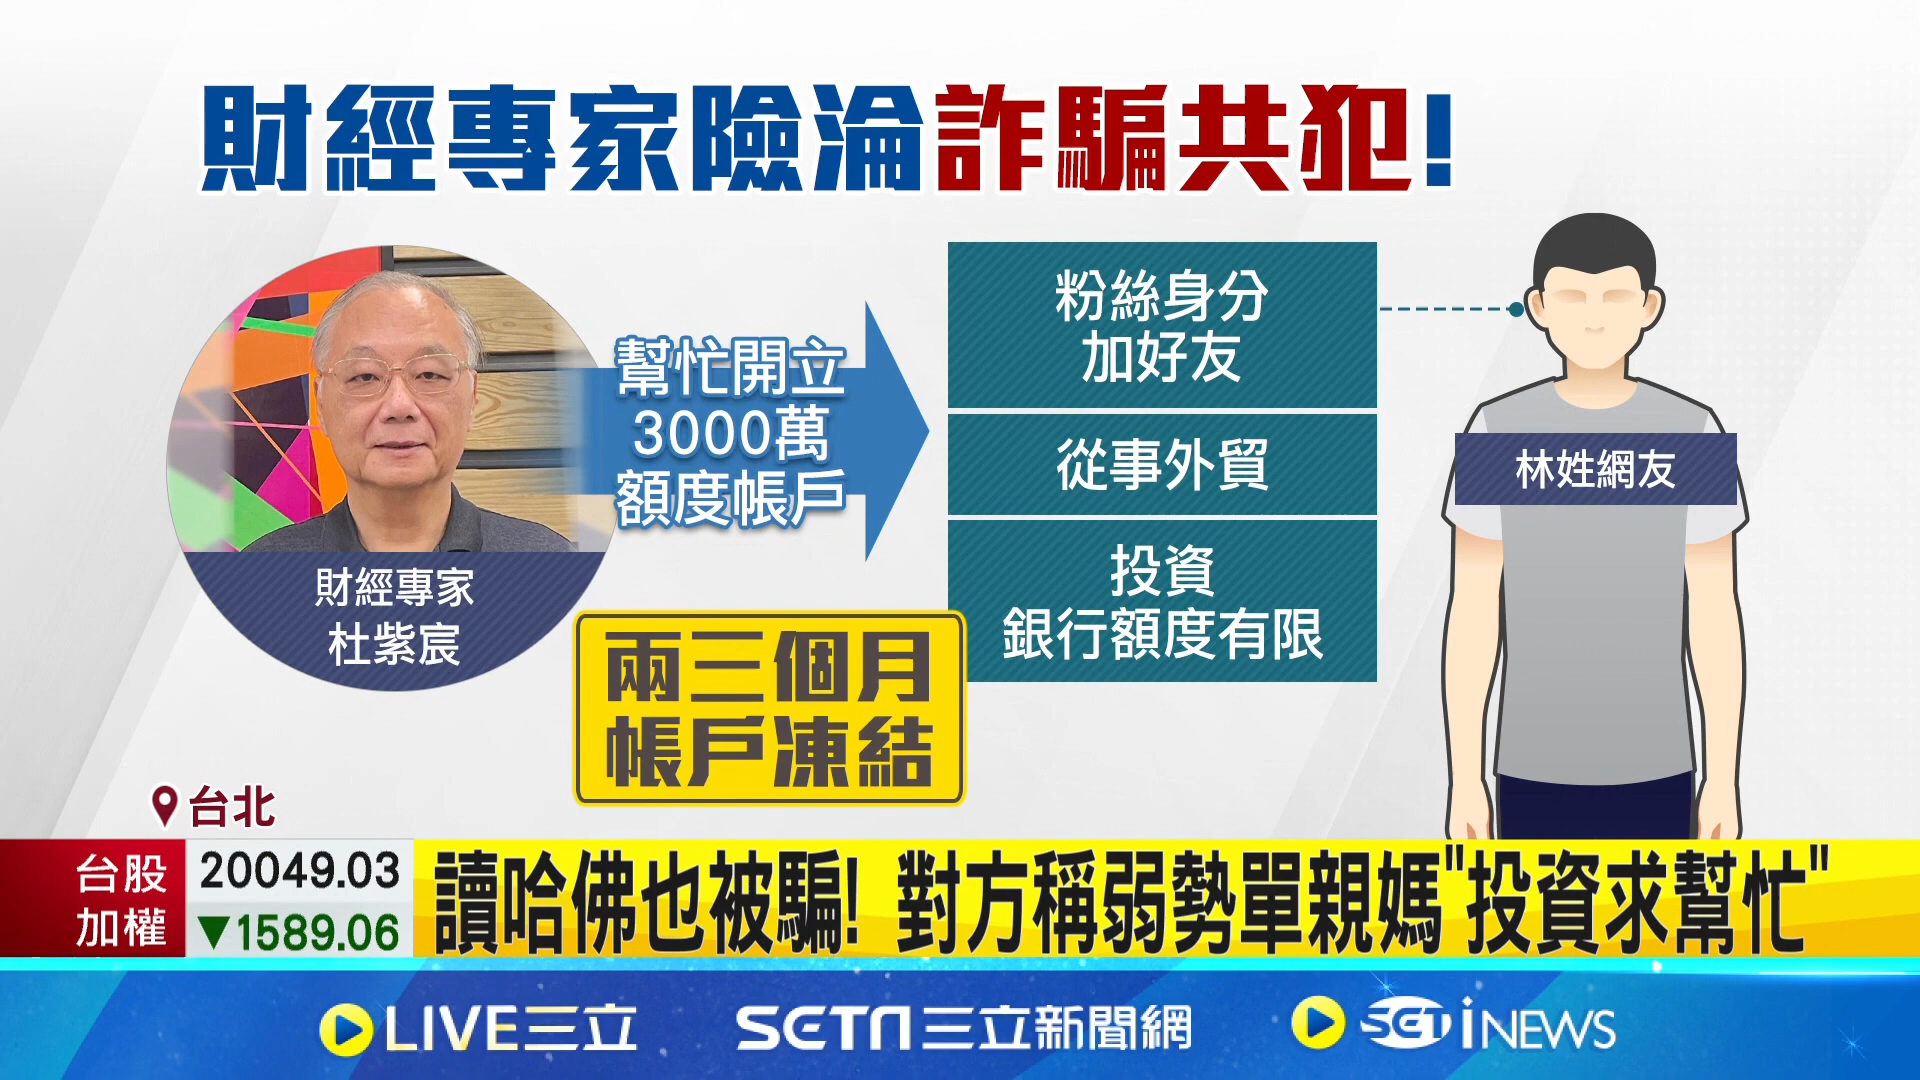 財經專家險淪詐騙共犯!
幫忙開立
3000萬
額度帳戶
粉絲身分
加好友
從事外貿
投資
銀行額度有限
林姓網友
財經專家
杜紫宸
兩三個月
帳戶凍結
台北
台股
加權
20049.03
▼1589.06
讀哈佛也被騙! 對方稱弱勢單親媽"投資求幫忙"
LIVE三立
SETN三立新聞網
SET iNEWS